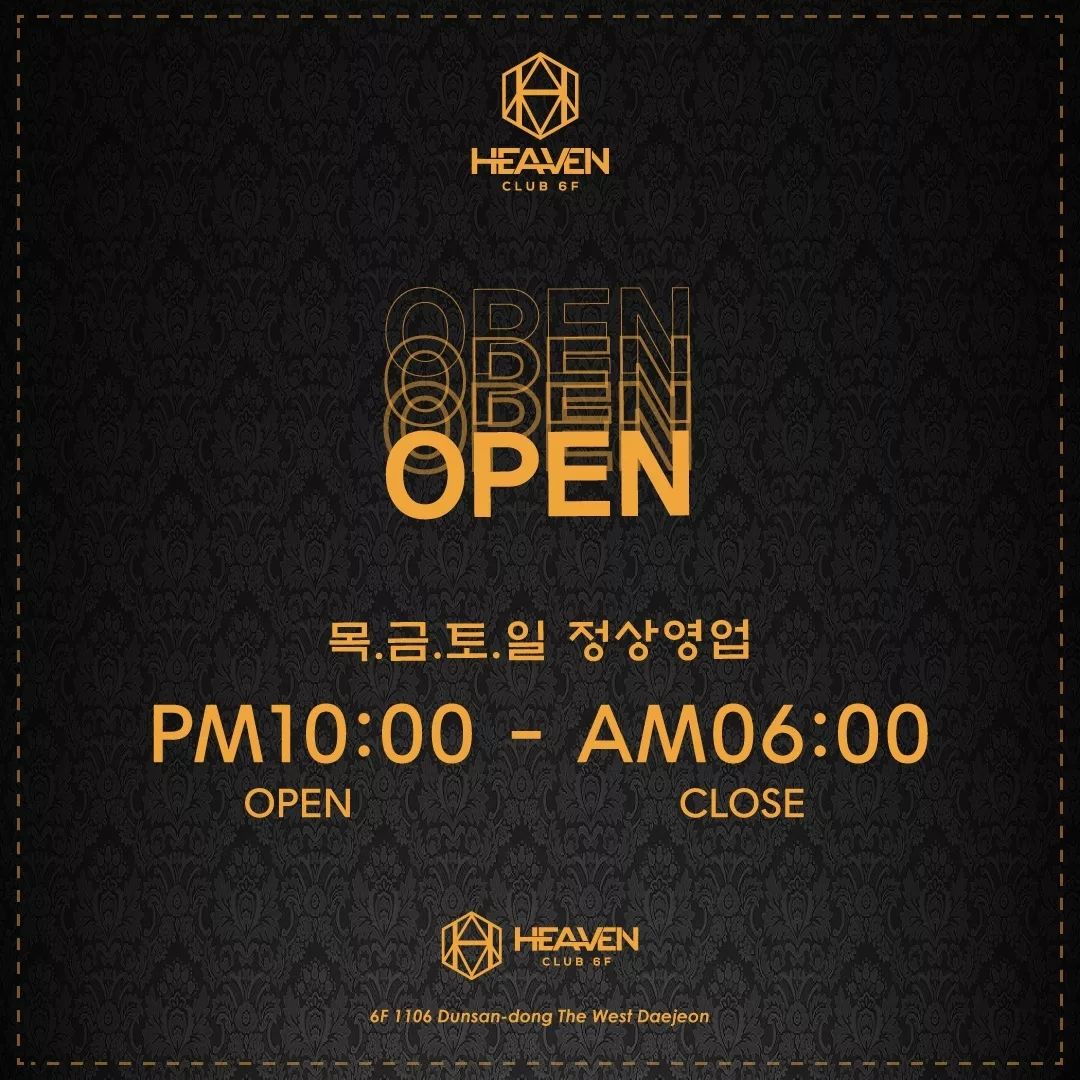 HEAVEN
CLUB 6F
OPEN
OPEN
OPEN
OPEN
목.금.토.일 정상영업
PM10:00 - AM06:00
OPEN CLOSE
HEAVEN
CLUB 6F
6F 1106 Dunsan-dong The West Daejeon